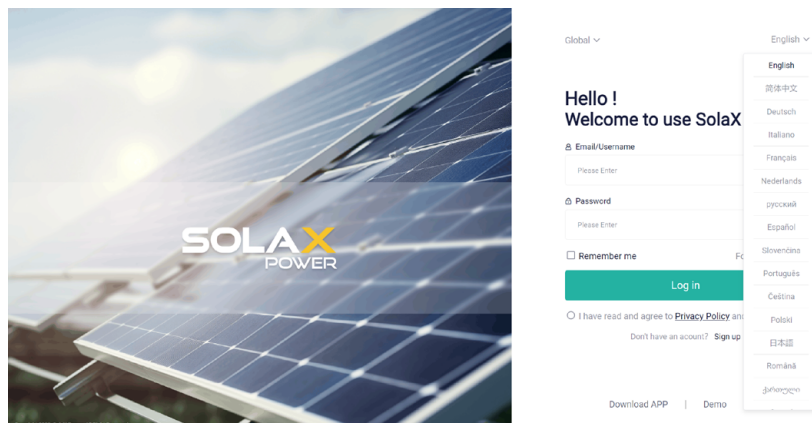 SOLAX
POWER
Global
English
Hello !
Welcome to use SolaX
Email/Username
Please Enter
Password
Please Enter
Remember me
Log in
I have read and agree to Privacy Policy
Don't have an acount? Sign up
Download APP | Demo
English
简体中文
Deutsch
Italiano
Français
Nederlands
русский
Español
Slovenčina
Português
Čeština
Polski
日本語
Română
ქართული